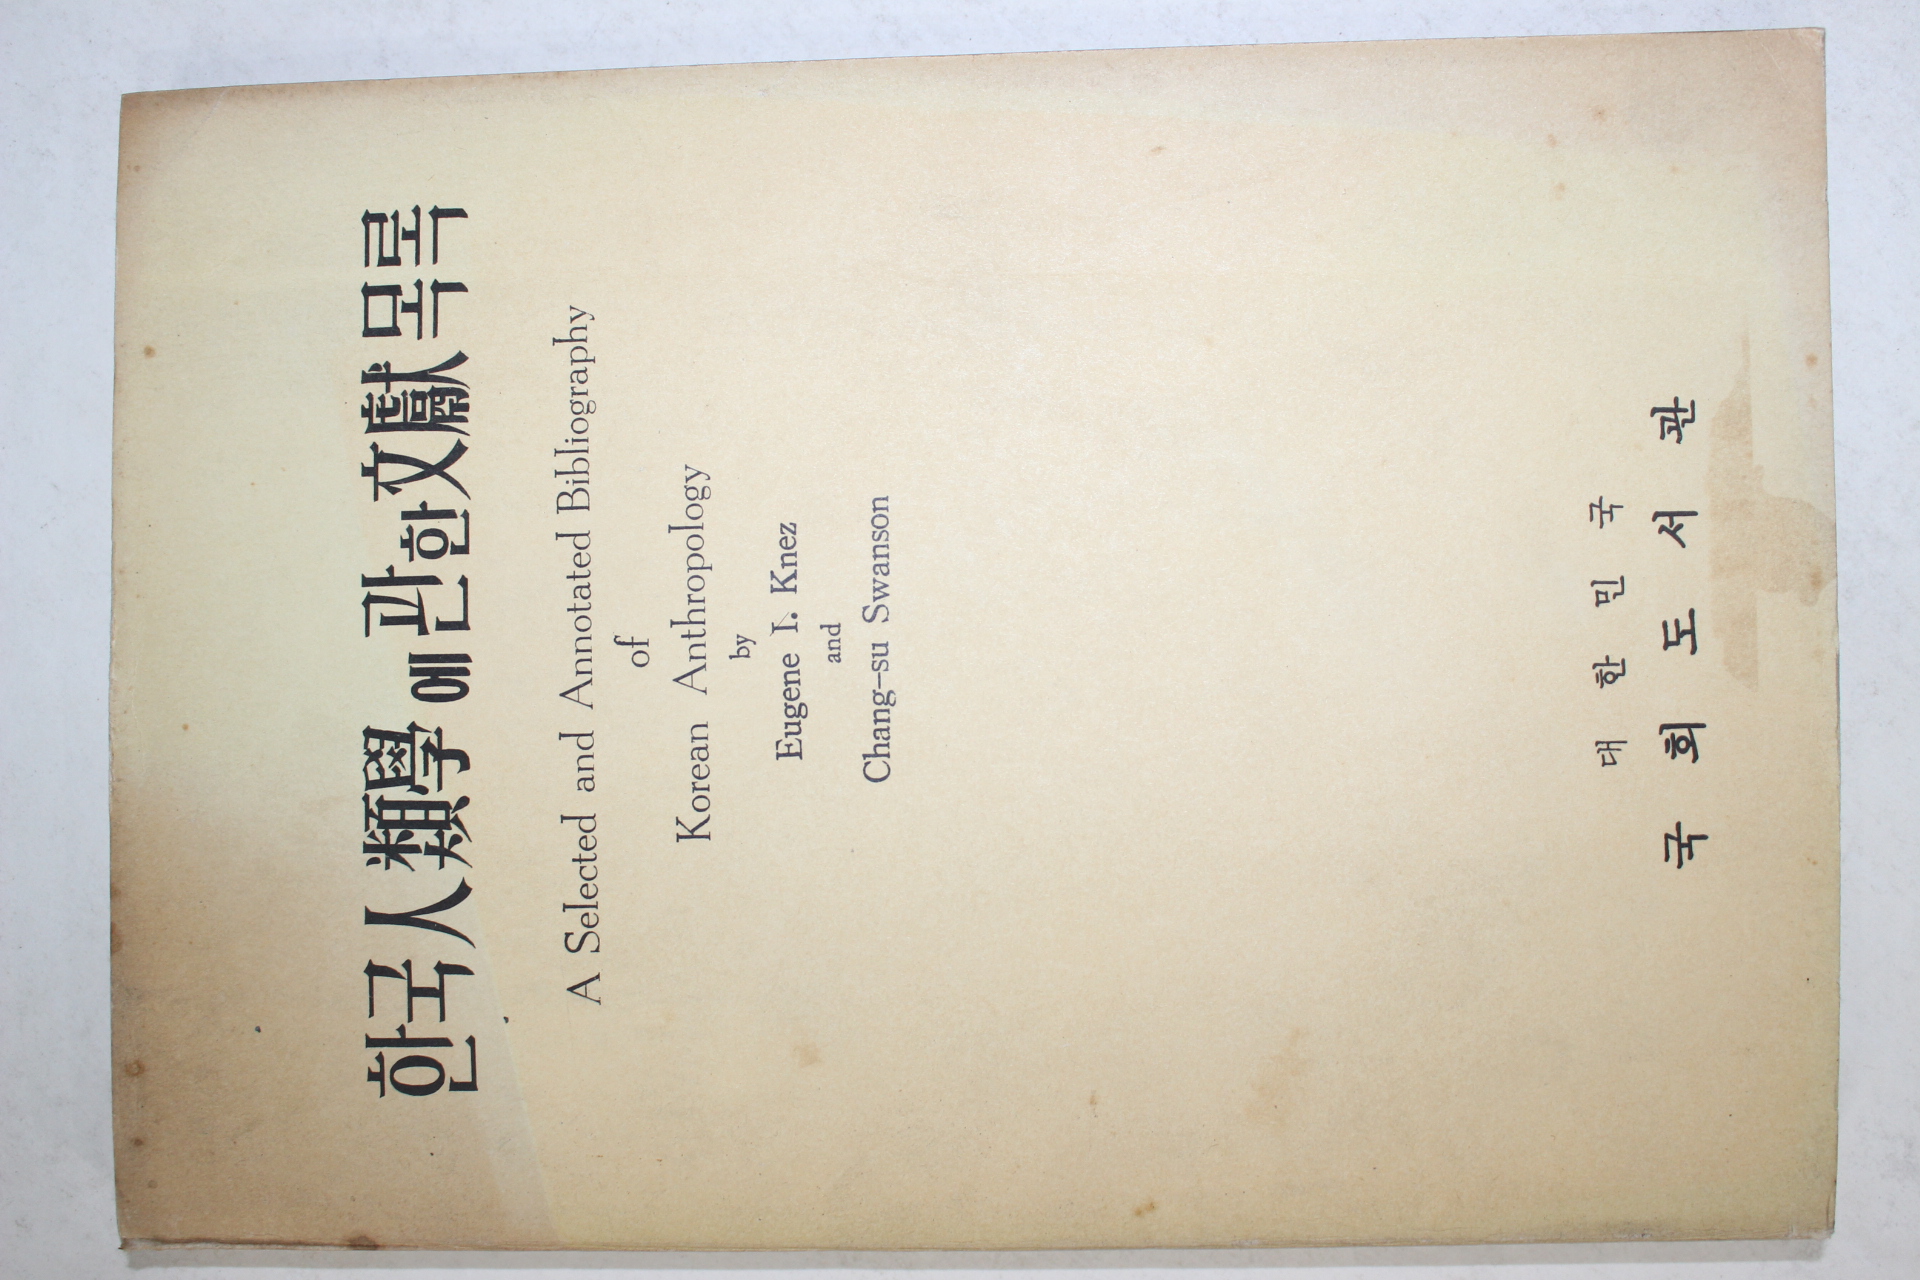 한국人類學에관한文獻목록
A Selected and Annotated Bibliography
of
Korean Anthropology
by
Eugene I. Knez
and
Chang-su Swanson
대 한 민 국
국 회 도 서 관